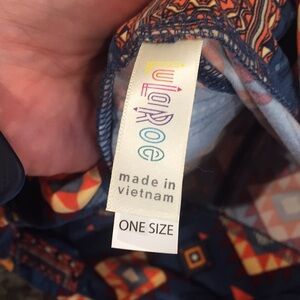 LuLaRoe
made in
vietnam
ONE SIZE